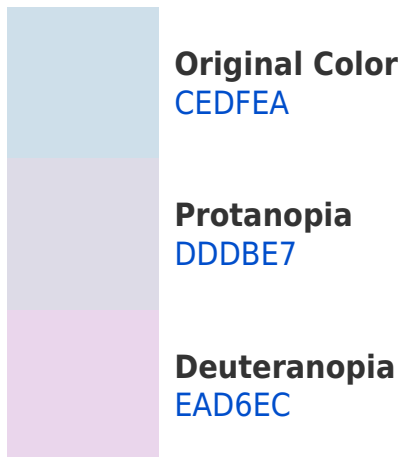 Original Color
CEDFEA
Protanopia
DDDBE7
Deuteranopia
EAD6EC